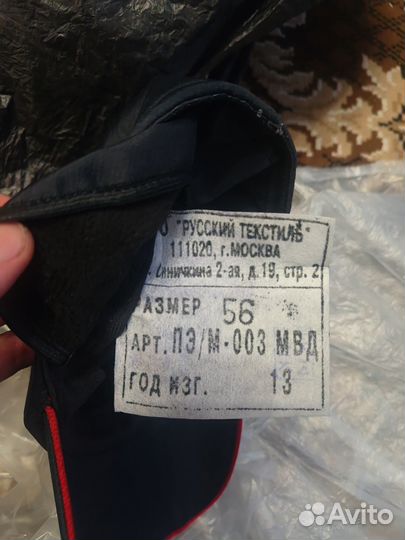 О "РУССКИЙ ТЕКСТИЛЬ"
111020, г.МОСКВА
Синичкина 2-ая, д.19, стр. 2
РАЗМЕР 56
АРТ. ПЭ/М-003 МВД
ГОД ИЗГ. 13
Avito